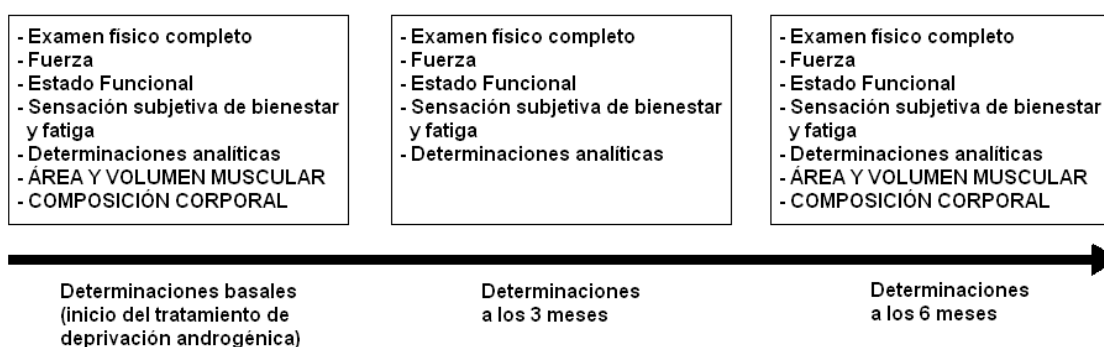 - Examen físico completo
- Fuerza
- Estado Funcional
- Sensación subjetiva de bienestar
y fatiga
- Determinaciones analíticas
- ÁREA Y VOLUMEN MUSCULAR
- COMPOSICIÓN CORPORAL
- Examen físico completo
- Fuerza
- Estado Funcional
- Sensación subjetiva de bienestar
y fatiga
- Determinaciones analíticas
- Examen físico completo
- Fuerza
- Estado Funcional
- Sensación subjetiva de bienestar
y fatiga
- Determinaciones analíticas
- ÁREA Y VOLUMEN MUSCULAR
- COMPOSICIÓN CORPORAL
Determinaciones basales
(inicio del tratamiento de
deprivación androgénica)
Determinaciones
a los 3 meses
Determinaciones
a los 6 meses